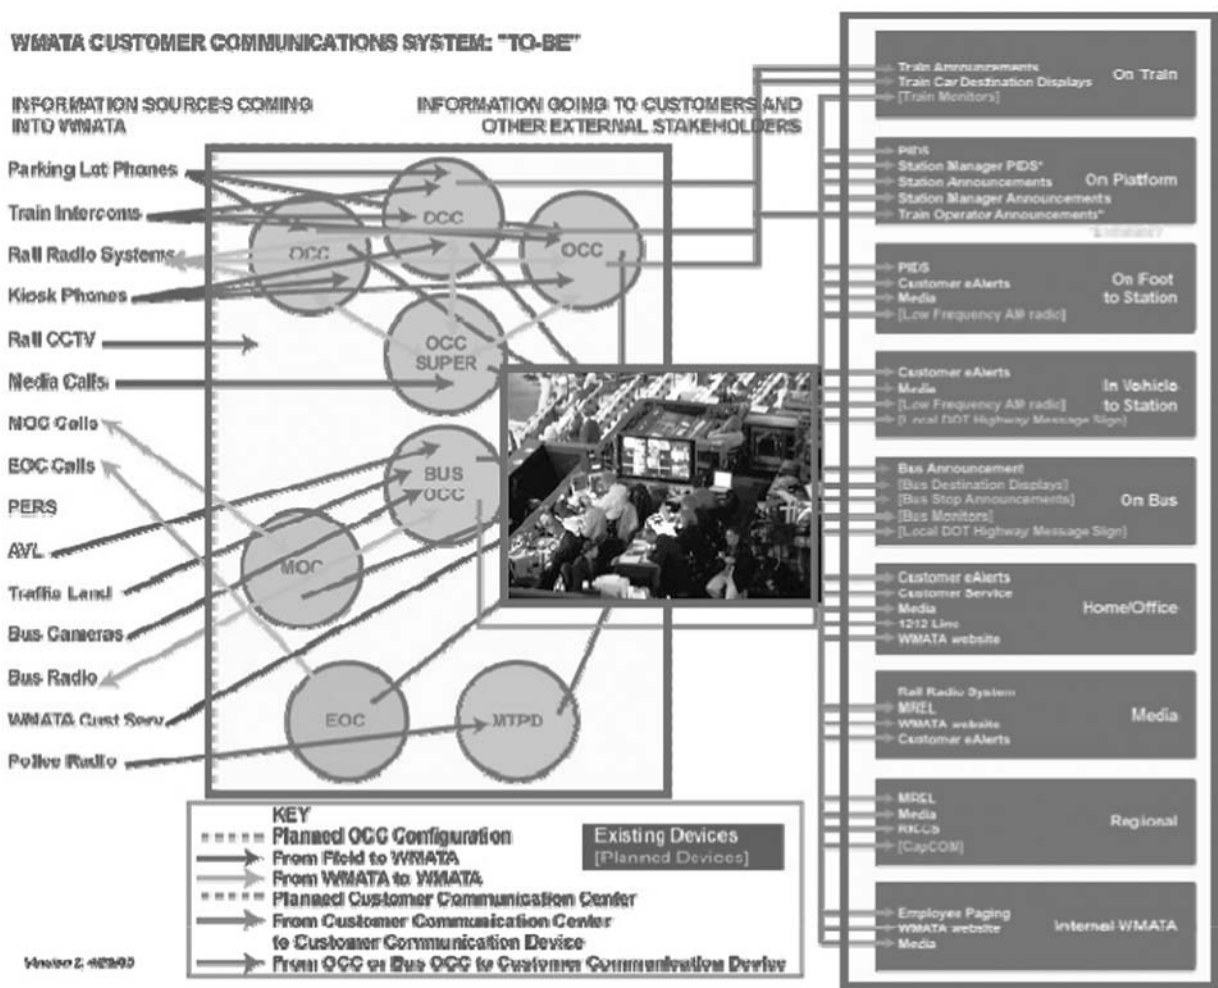 WMATA CUSTOMER COMMUNICATIONS SYSTEM: "TO-BE"
INFORMATION SOURCES COMING
INTO WMATA
INFORMATION GOING TO CUSTOMERS AND
OTHER EXTERNAL STAKEHOLDERS
Parking Lot Phones
Train Intercoms
Rail Radio Systems
Kiosk Phones
Rail CCTV
Media Calls
MOC Calls
EOC Calls
PERS
AVL
Traffic Land
Bus Cameras
Bus Radio
WMATA Cust Serv
Police Radio
OCC
OCC
OCC
OCC
SUPER
BUS
OCC
MOC
EOC
MTPD
On Train
Train Announcements
Train Car Destination Displays
[Train Monitors]
On Platform
PIDS
Station Manager PIDS*
Station Announcements
Station Manager Announcements
Train Operator Announcements*
On Foot
to Station
PIDS
Customer eAlerts
Media
[Low Frequency AM radio]
In Vehicle
to Station
Customer eAlerts
Media
[Low Frequency AM radio]
[Local DOT Highway Message Sign]
On Bus
Bus Announcement
[Bus Destination Displays]
[Bus Stop Announcements]
[Bus Monitors]
[Local DOT Highway Message Sign]
Home/Office
Customer eAlerts
Customer Service
Media
1212 Line
WMATA website
Media
Rail Radio System
MREL
WMATA website
Customer eAlerts
Regional
MREL
Media
RICCS
[CapCOM]
Internal WMATA
Employee Paging
WMATA website
Media
KEY
Planned OCC Configuration
From Field to WMATA
From WMATA to WMATA
Planned Customer Communication Center
From Customer Communication Center
to Customer Communication Device
From OCC or Bus OCC to Customer Communication Device
Existing Devices
[Planned Devices]
Version 2,